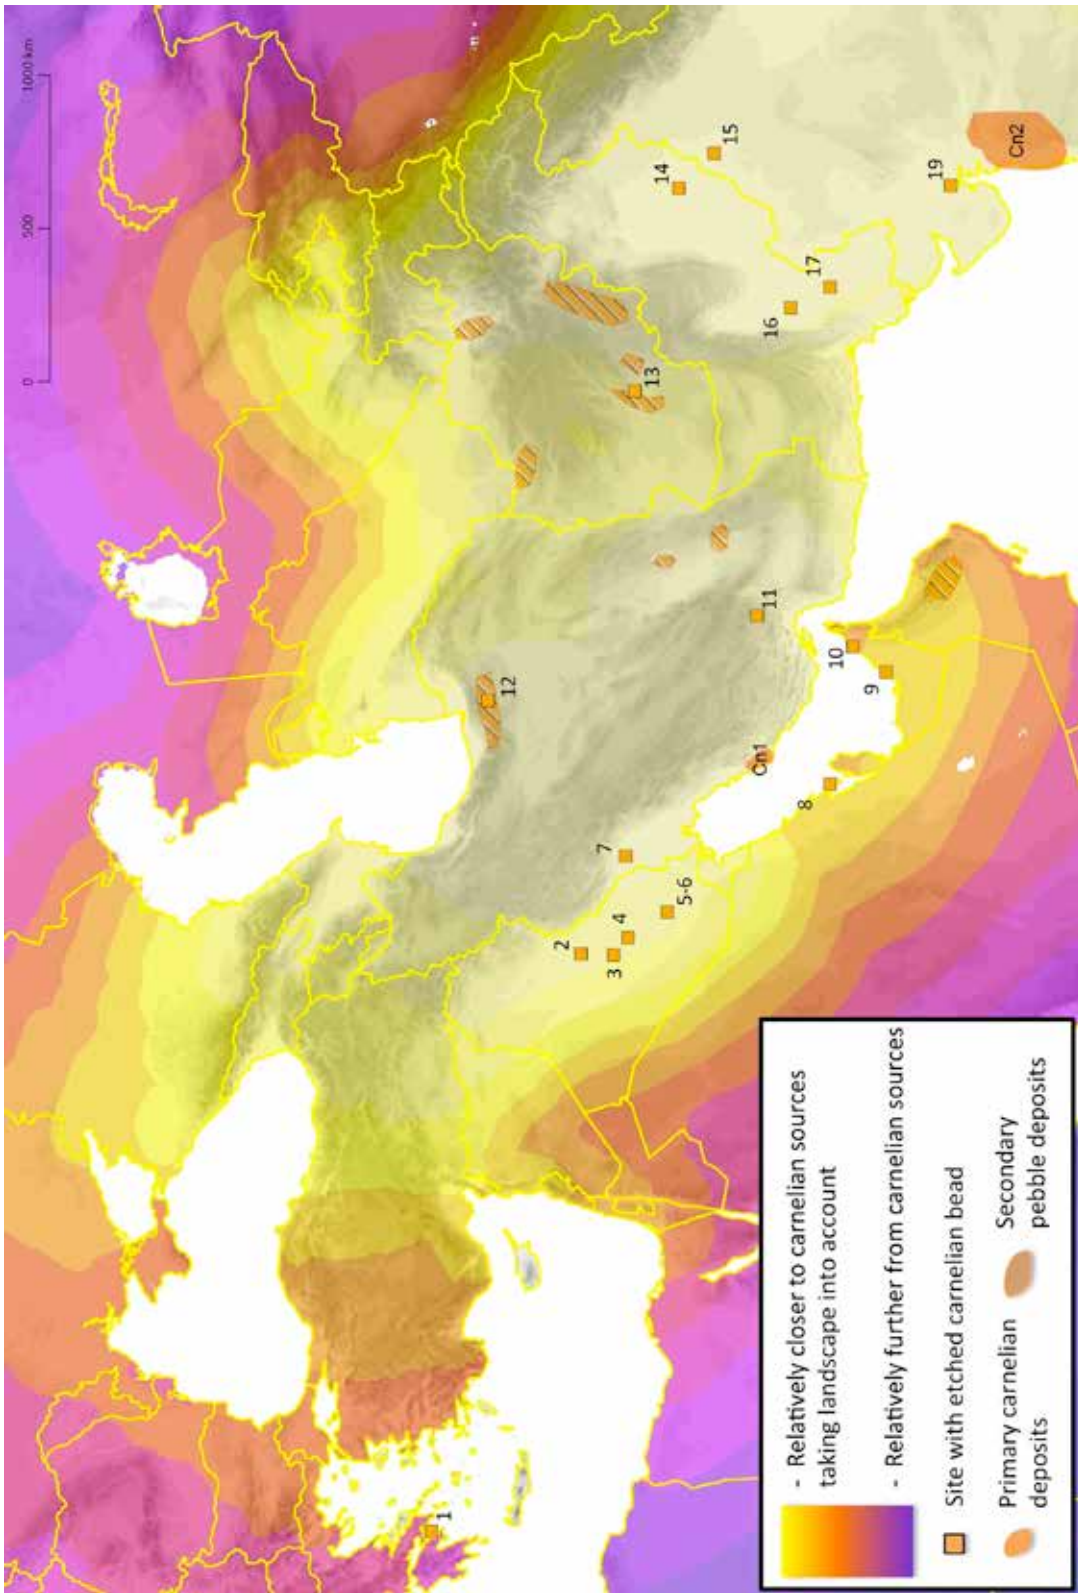 0 500 1000 km
1
2
3
4
5-6
7
8
9
10
11
12
13
14
15
16
17
19
Cn1
Cn2
- Relatively closer to carnelian sources
taking landscape into account
- Relatively further from carnelian sources
Site with etched carnelian bead
Primary carnelian
deposits
Secondary
pebble deposits